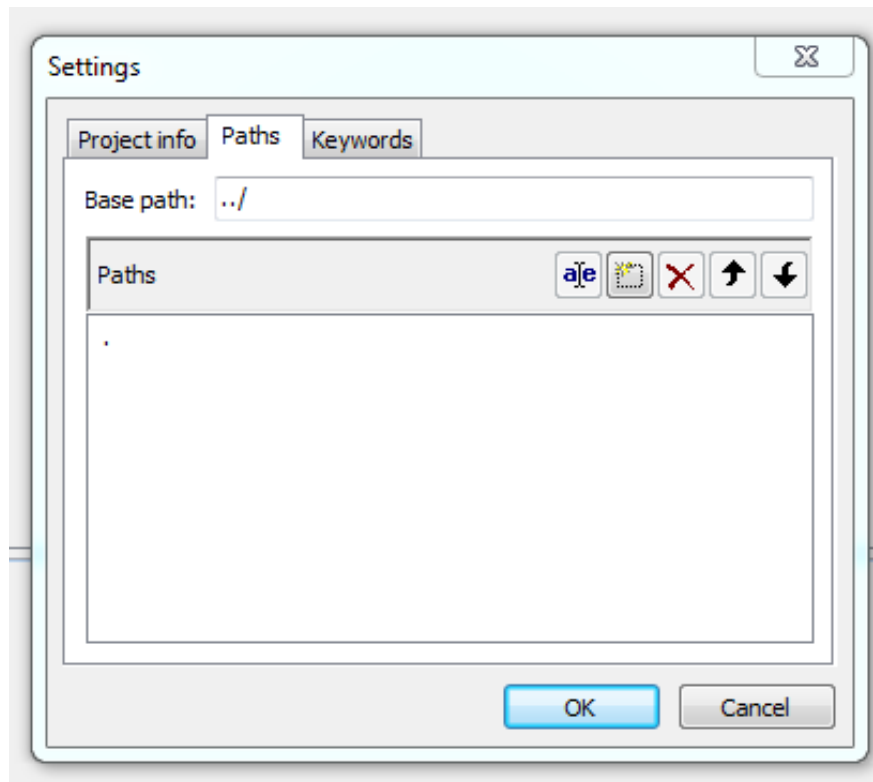 Settings
Project info Paths Keywords
Base path: ../
Paths a e
.
OK Cancel